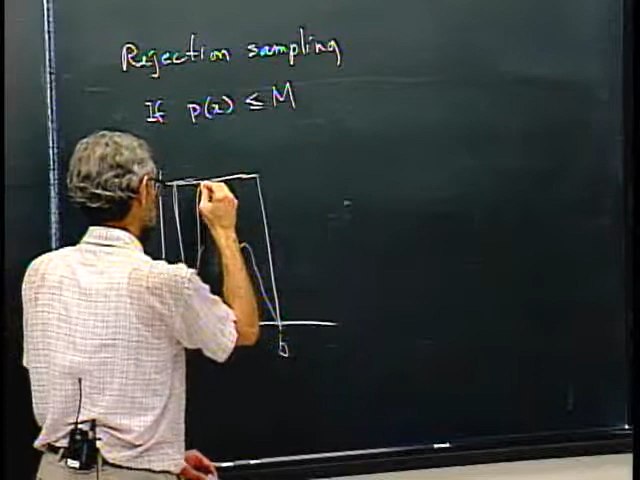 Rejection sampling
If p(x) ≤ M
b